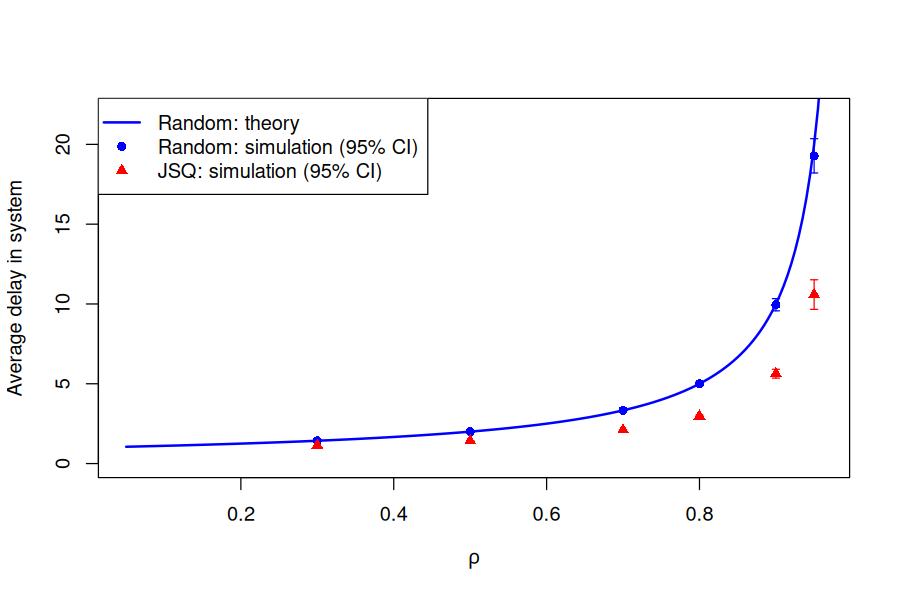 Random: theory
Random: simulation (95% CI)
JSQ: simulation (95% CI)
Average delay in system
20
15
10
5
0
0.2 0.4 0.6 0.8
ρ